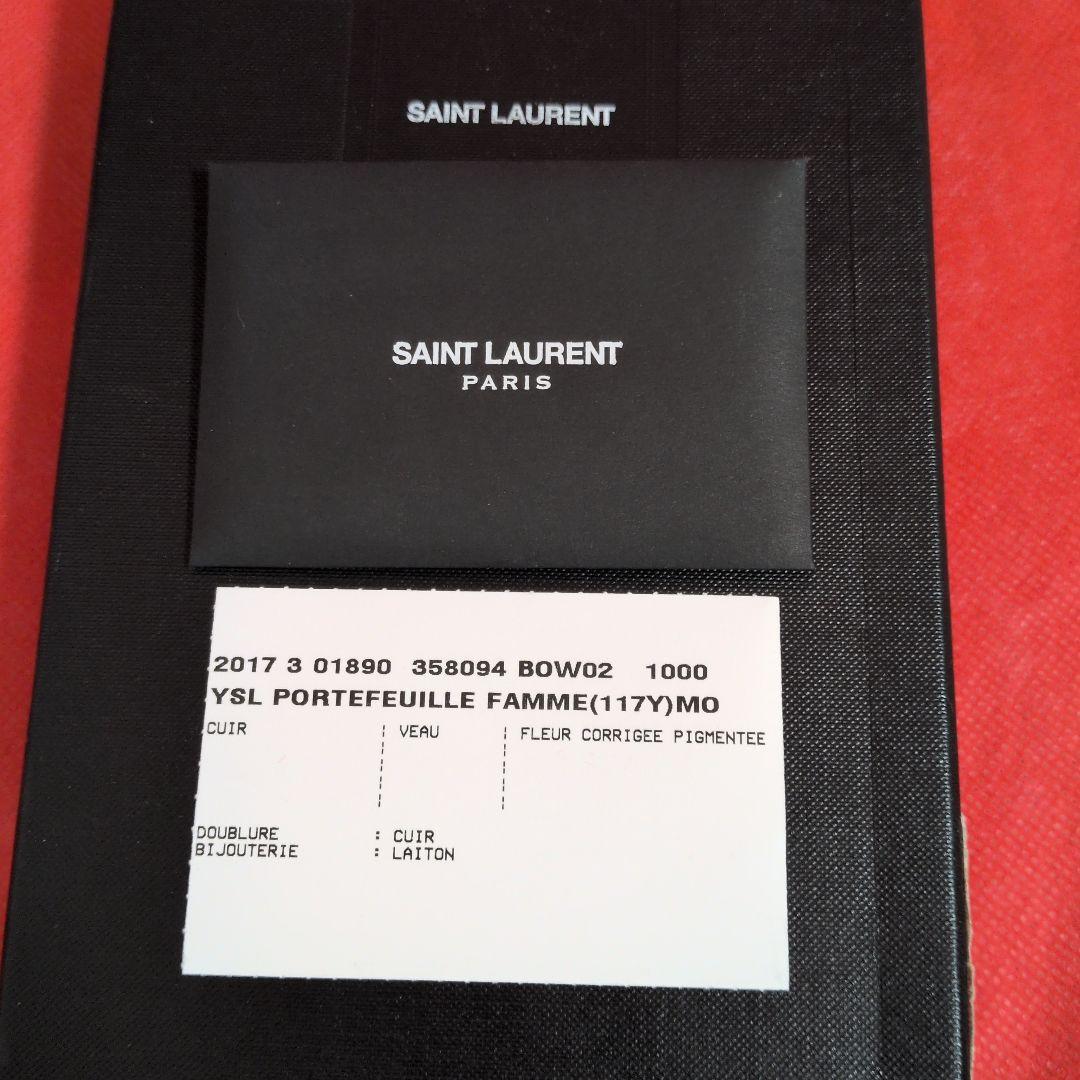 SAINT LAURENT
SAINT LAURENT
PARIS
2017 3 01890 358094 BOW02 1000
YSL PORTEFEUILLE FAMME(117Y)MO
CUIR ¦ VEAU ¦ FLEUR CORRIGEE PIGMENTEE
DOUBLURE : CUIR
BIJOUTERIE : LAITON